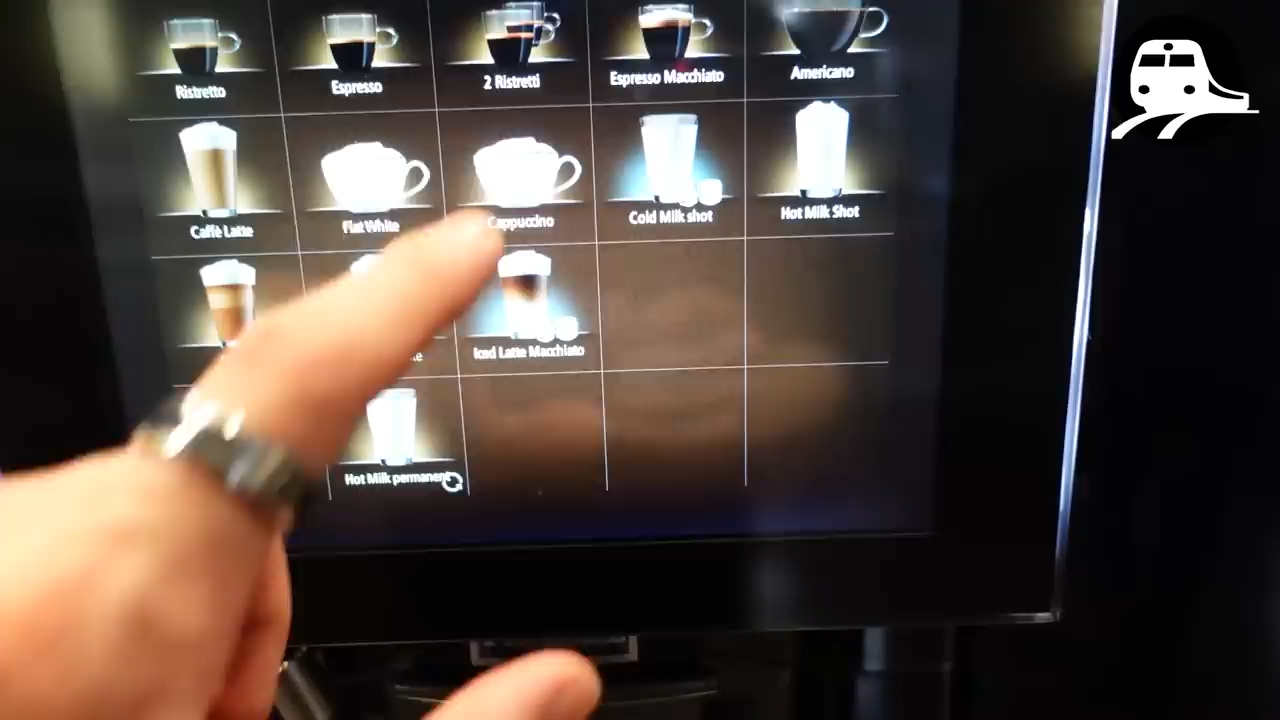 Ristretto
Espresso
2 Ristretti
Espresso Macchiato
Americano
Caffè Latte
Flat White
Cappuccino
Cold Milk shot
Hot Milk Shot
Iced Latte Macchiato
Hot Milk permanent